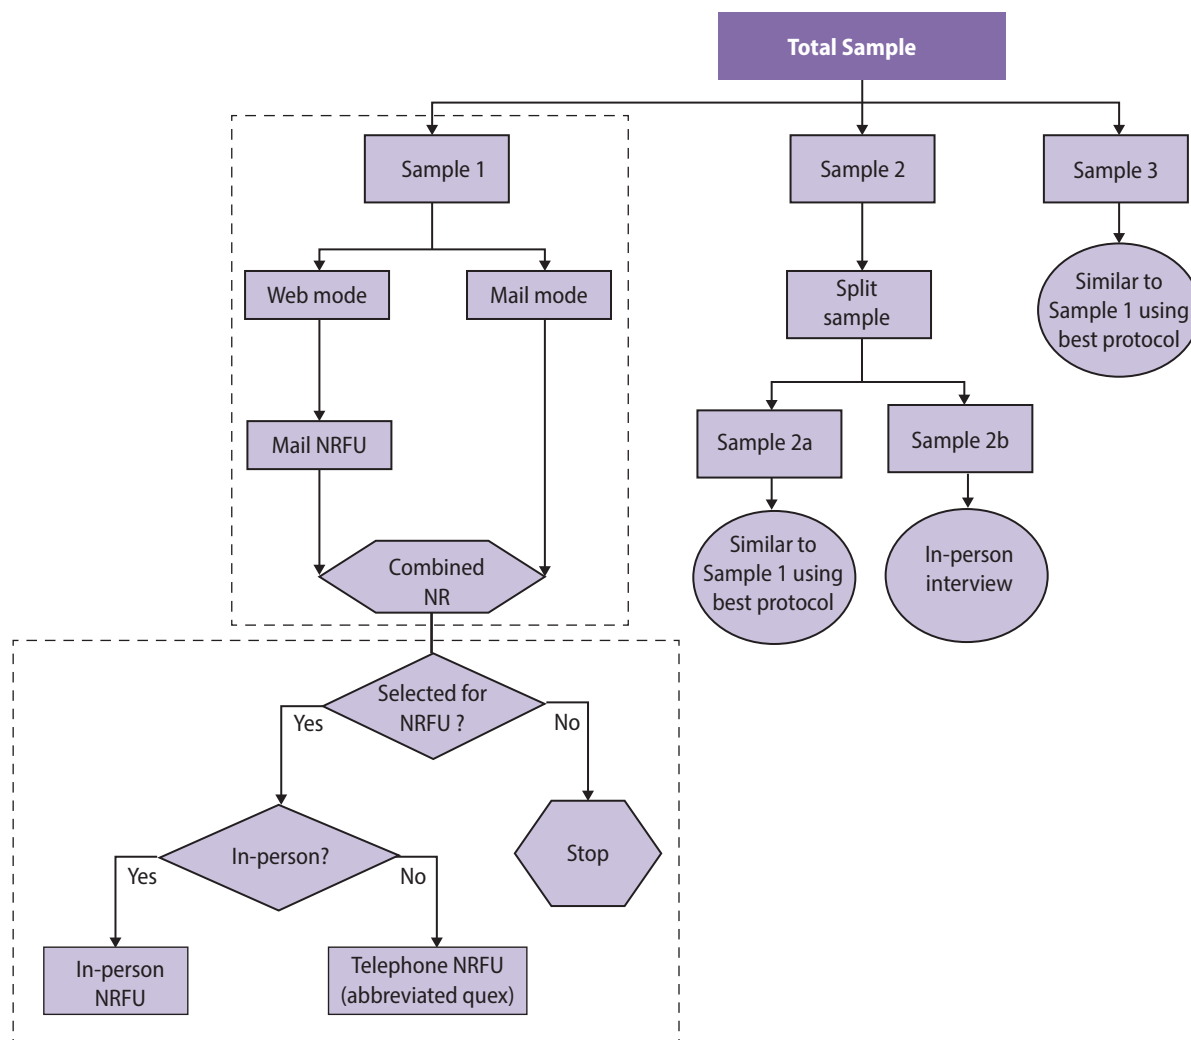 Total Sample
Sample 1
Sample 2
Sample 3
Web mode
Mail mode
Split
sample
Similar to
Sample 1 using
best protocol
Mail NRFU
Sample 2a
Sample 2b
Combined
NR
Similar to
Sample 1 using
best protocol
In-person
interview
Selected for
NRFU ?
Yes
No
In-person?
Stop
Yes
No
In-person
NRFU
Telephone NRFU
(abbreviated quex)